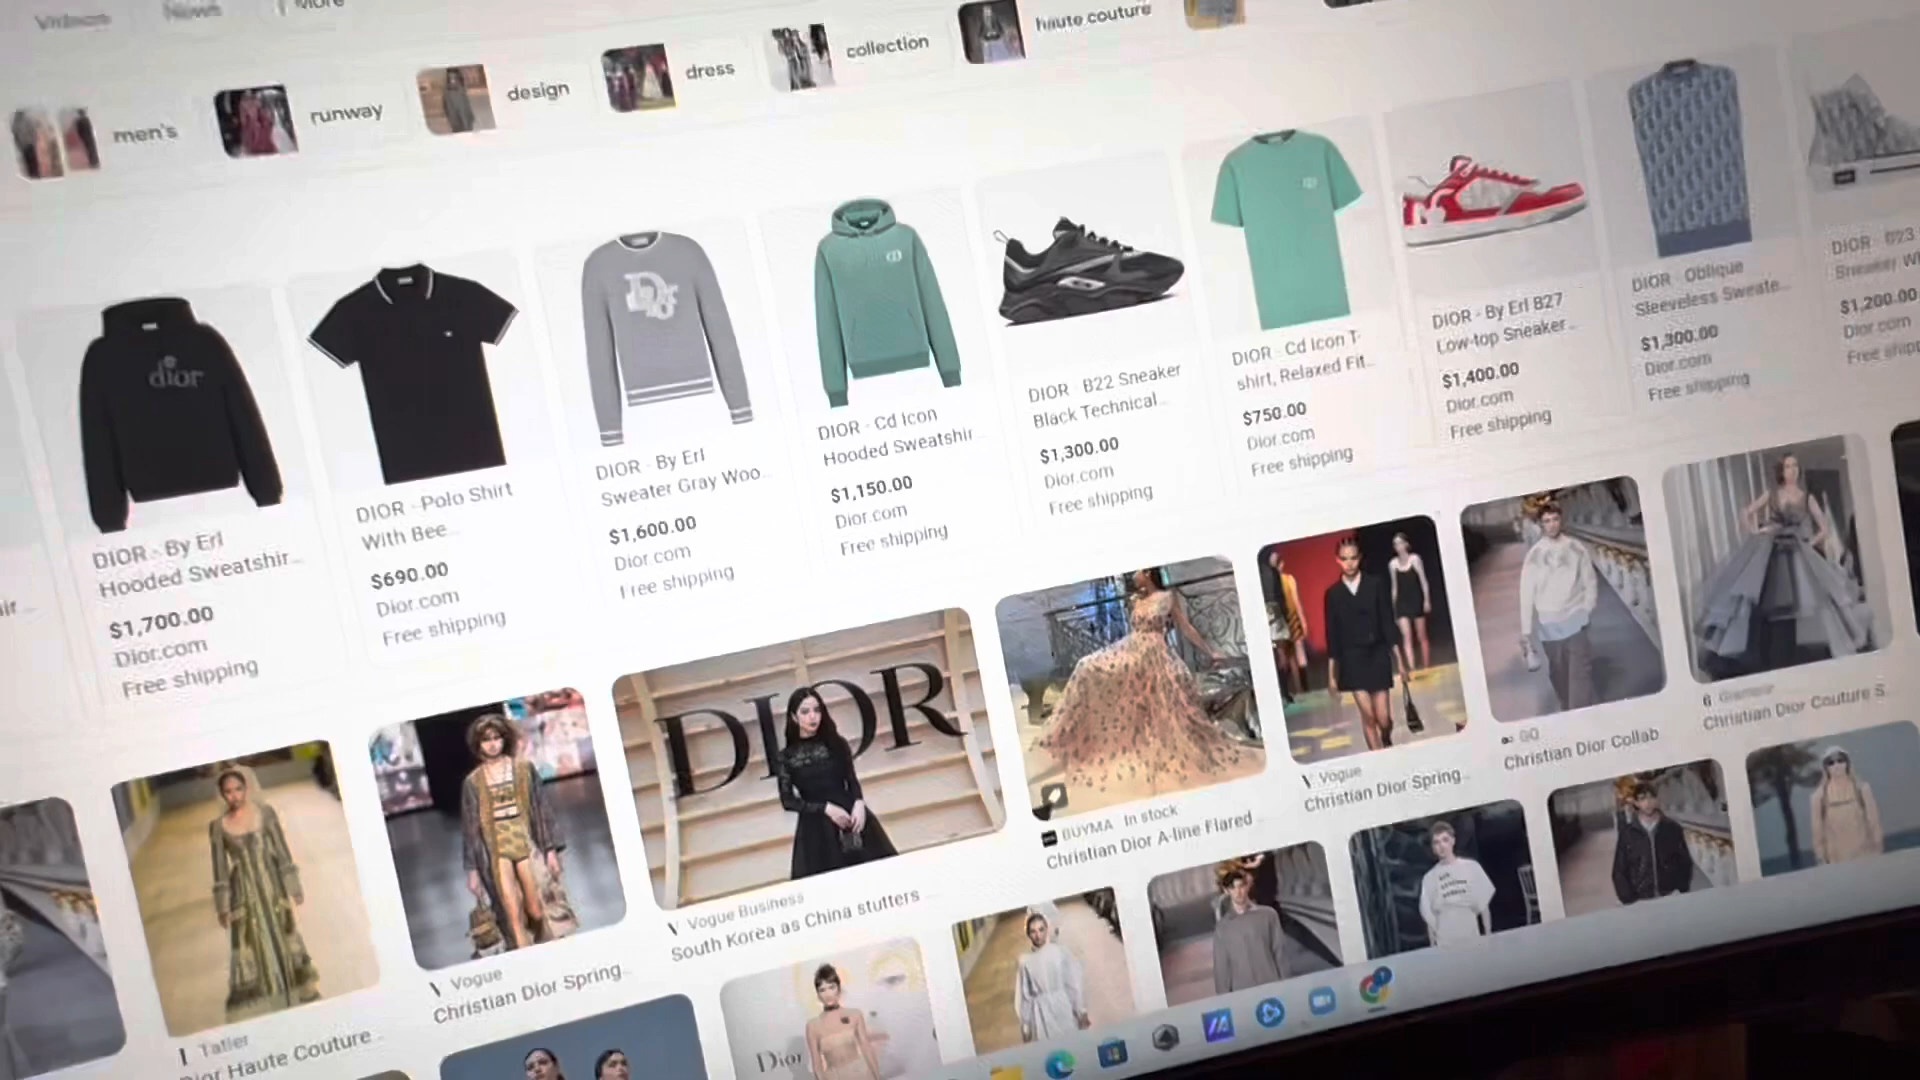 Videos
News
More
men's
runway
design
dress
collection
haute couture
dior
DIOR - By Erl
Hooded Sweatshir...
$1,700.00
Dior.com
Free shipping
DIOR - Polo Shirt
With Bee...
$690.00
Dior.com
Free shipping
Dior
DIOR - By Erl
Sweater Gray Woo...
$1,600.00
Dior.com
Free shipping
DIOR - Cd Icon
Hooded Sweatshir...
$1,150.00
Dior.com
Free shipping
DIOR - B22 Sneaker
Black Technical...
$1,300.00
Dior.com
Free shipping
DIOR - Cd Icon T-
shirt, Relaxed Fit...
$750.00
Dior.com
Free shipping
DIOR - By Erl B27
Low-top Sneaker...
$1,400.00
Dior.com
Free shipping
DIOR - Oblique
Sleeveless Sweate...
$1,300.00
Dior.com
Free shipping
DIOR - B23
Sneaker
$1,200.00
Dior.com
Free shipp
Tatler
Dior Haute Couture...
Vogue
Christian Dior Spring...
DIOR
Vogue Business
South Korea as China stutters ...
BUYMA In stock
Christian Dior A-line Flared ...
Vogue
Christian Dior Spring...
GQ
Christian Dior Collab
Glamour
Christian Dior Couture S
Dior